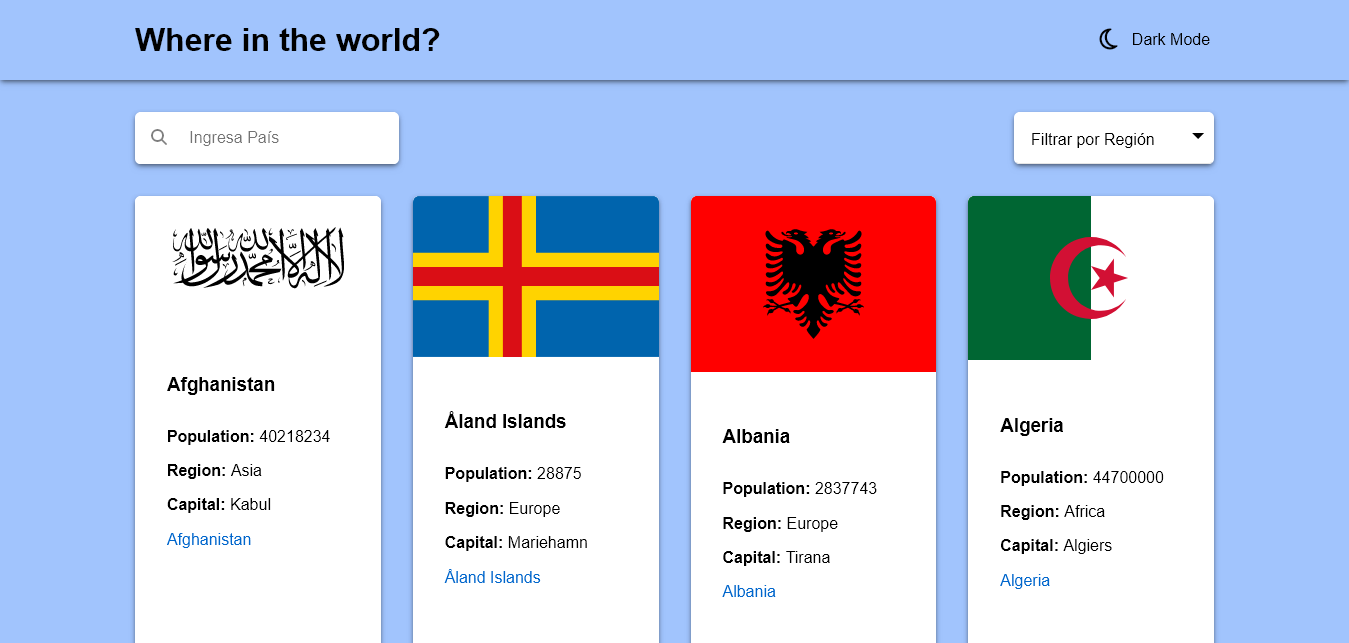 Where in the world?
Dark Mode
Ingresa País
Filtrar por Región
لا إله إلا الله محمد رسول الله
Afghanistan
Population: 40218234
Region: Asia
Capital: Kabul
Afghanistan
Åland Islands
Population: 28875
Region: Europe
Capital: Mariehamn
Åland Islands
Albania
Population: 2837743
Region: Europe
Capital: Tirana
Albania
Algeria
Population: 44700000
Region: Africa
Capital: Algiers
Algeria